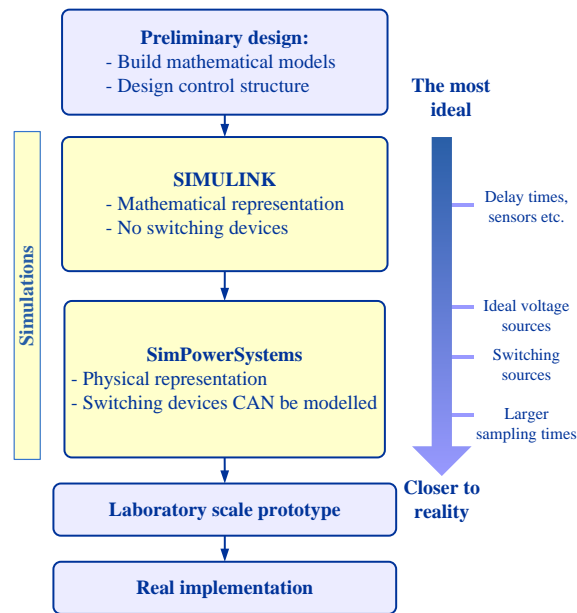 Preliminary design:
- Build mathematical models
- Design control structure
The most
ideal
SIMULINK
- Mathematical representation
- No switching devices
Delay times,
sensors etc.
Simulations
SimPowerSystems
- Physical representation
- Switching devices CAN be modelled
Ideal voltage
sources
Switching
sources
Larger
sampling times
Closer to
reality
Laboratory scale prototype
Real implementation